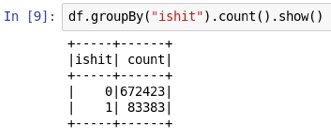 In [9]: df.groupBy("ishit").count().show()
+-----+------+
|ishit| count|
+-----+------+
|    0|672423|
|    1| 83383|
+-----+------+